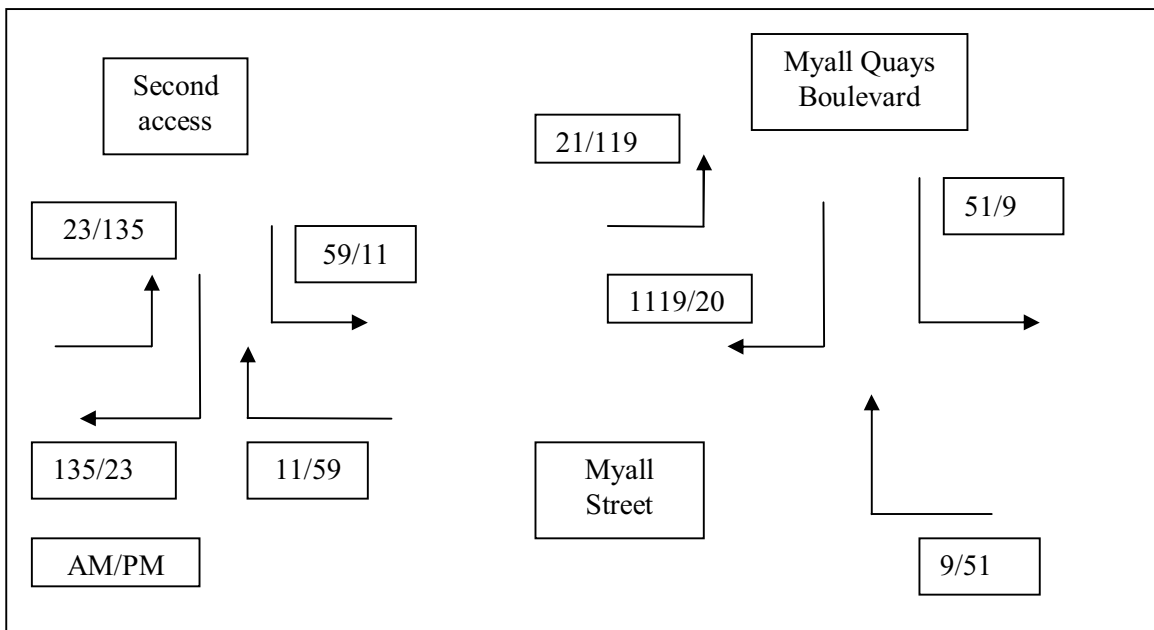 Second
access
Myall Quays
Boulevard
21/119
23/135
59/11
51/9
1119/20
135/23
11/59
Myall
Street
AM/PM
9/51